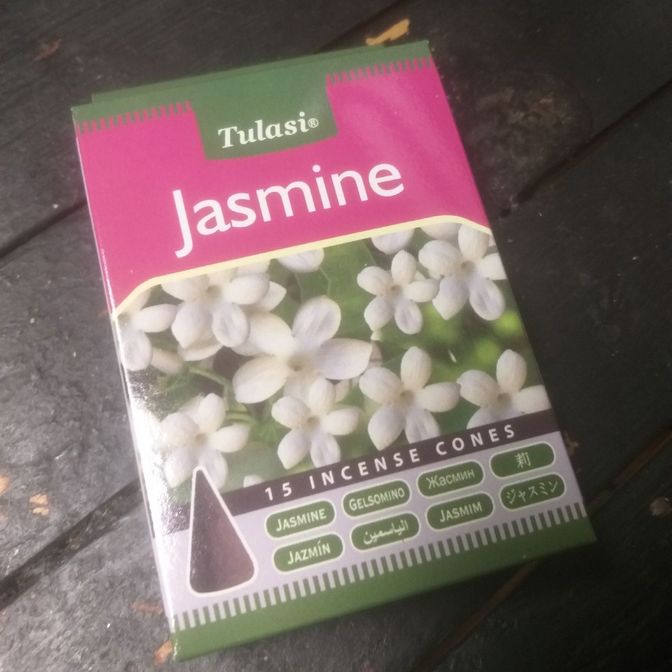 Tulasi®
Jasmine
15 INCENSE CONES
JASMINE GELSOMINO Жасмин 莉
JAZMÍN الياسمين JASMIM ジャスミン